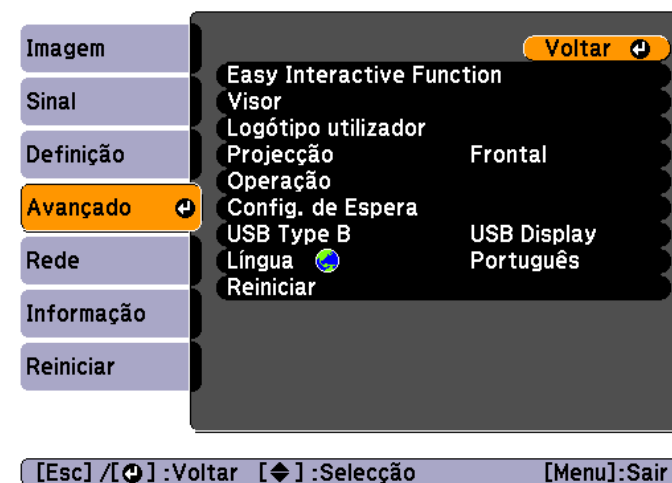 Imagem
Sinal
Definição
Avançado
Rede
Informação
Reiniciar
Voltar
Easy Interactive Function
Visor
Logótipo utilizador
Projecção Frontal
Operação
Config. de Espera
USB Type B USB Display
Língua Português
Reiniciar
[Esc] /[ ] :Voltar [ ] :Selecção [Menu]:Sair